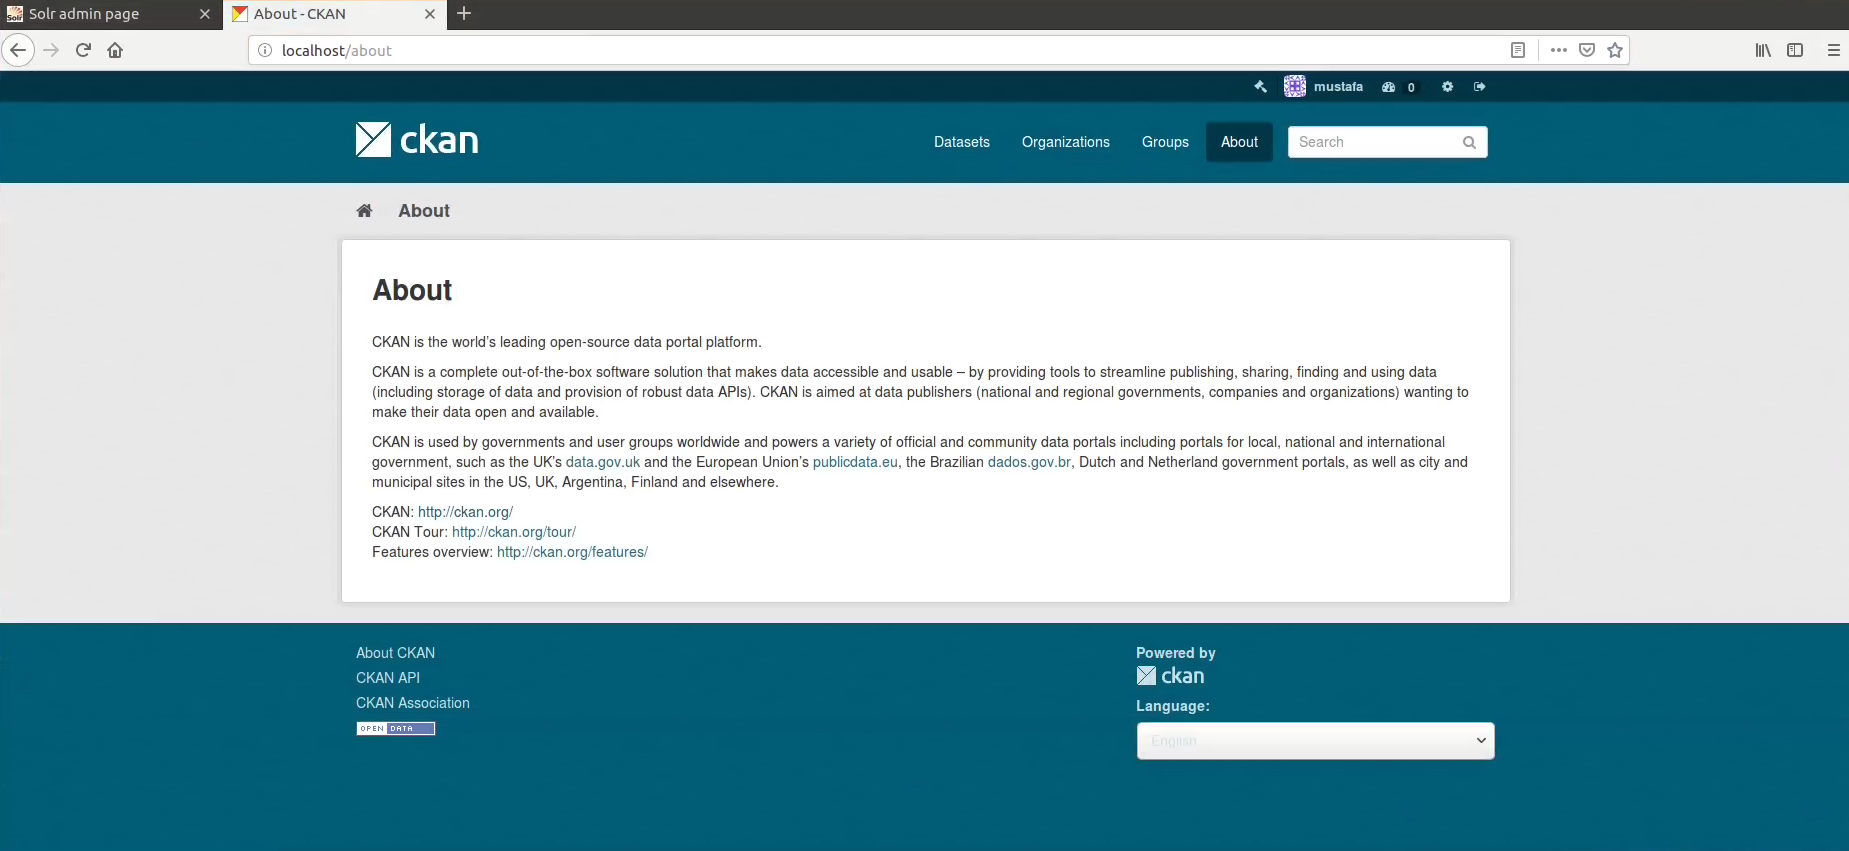 Solr admin page
About - CKAN
localhost/about
mustafa
0
ckan
Datasets
Organizations
Groups
About
Search
About
About
CKAN is the world’s leading open-source data portal platform.
CKAN is a complete out-of-the-box software solution that makes data accessible and usable – by providing tools to streamline publishing, sharing, finding and using data
(including storage of data and provision of robust data APIs). CKAN is aimed at data publishers (national and regional governments, companies and organizations) wanting to
make their data open and available.
CKAN is used by governments and user groups worldwide and powers a variety of official and community data portals including portals for local, national and international
government, such as the UK’s data.gov.uk and the European Union’s publicdata.eu, the Brazilian dados.gov.br, Dutch and Netherland government portals, as well as city and
municipal sites in the US, UK, Argentina, Finland and elsewhere.
CKAN: http://ckan.org/
CKAN Tour: http://ckan.org/tour/
Features overview: http://ckan.org/features/
About CKAN
CKAN API
CKAN Association
OPEN DATA
Powered by
ckan
Language:
English